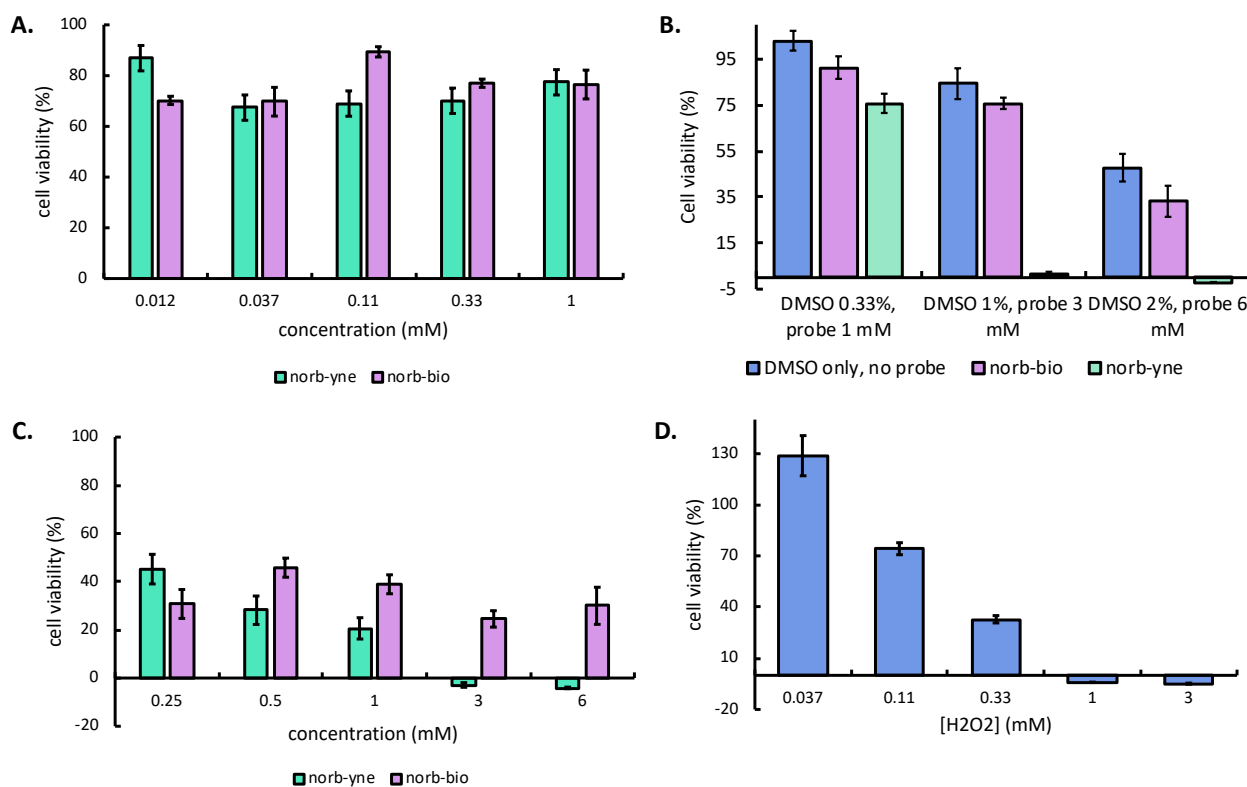 A.
100
80
60
40
20
0
cell viability (%)
0.012 0.037 0.11 0.33 1
concentration (mM)
norb-yne norb-bio
B.
95
75
55
35
15
-5
Cell viability (%)
DMSO 0.33%, DMSO 1%, probe 3 DMSO 2%, probe 6
probe 1 mM mM mM
DMSO only, no probe norb-bio norb-yne
C.
100
80
60
40
20
0
-20
cell viability (%)
0.25 0.5 1 3 6
concentration (mM)
norb-yne norb-bio
D.
130
100
70
40
10
-20
cell viability (%)
0.037 0.11 0.33 1 3
[H2O2] (mM)